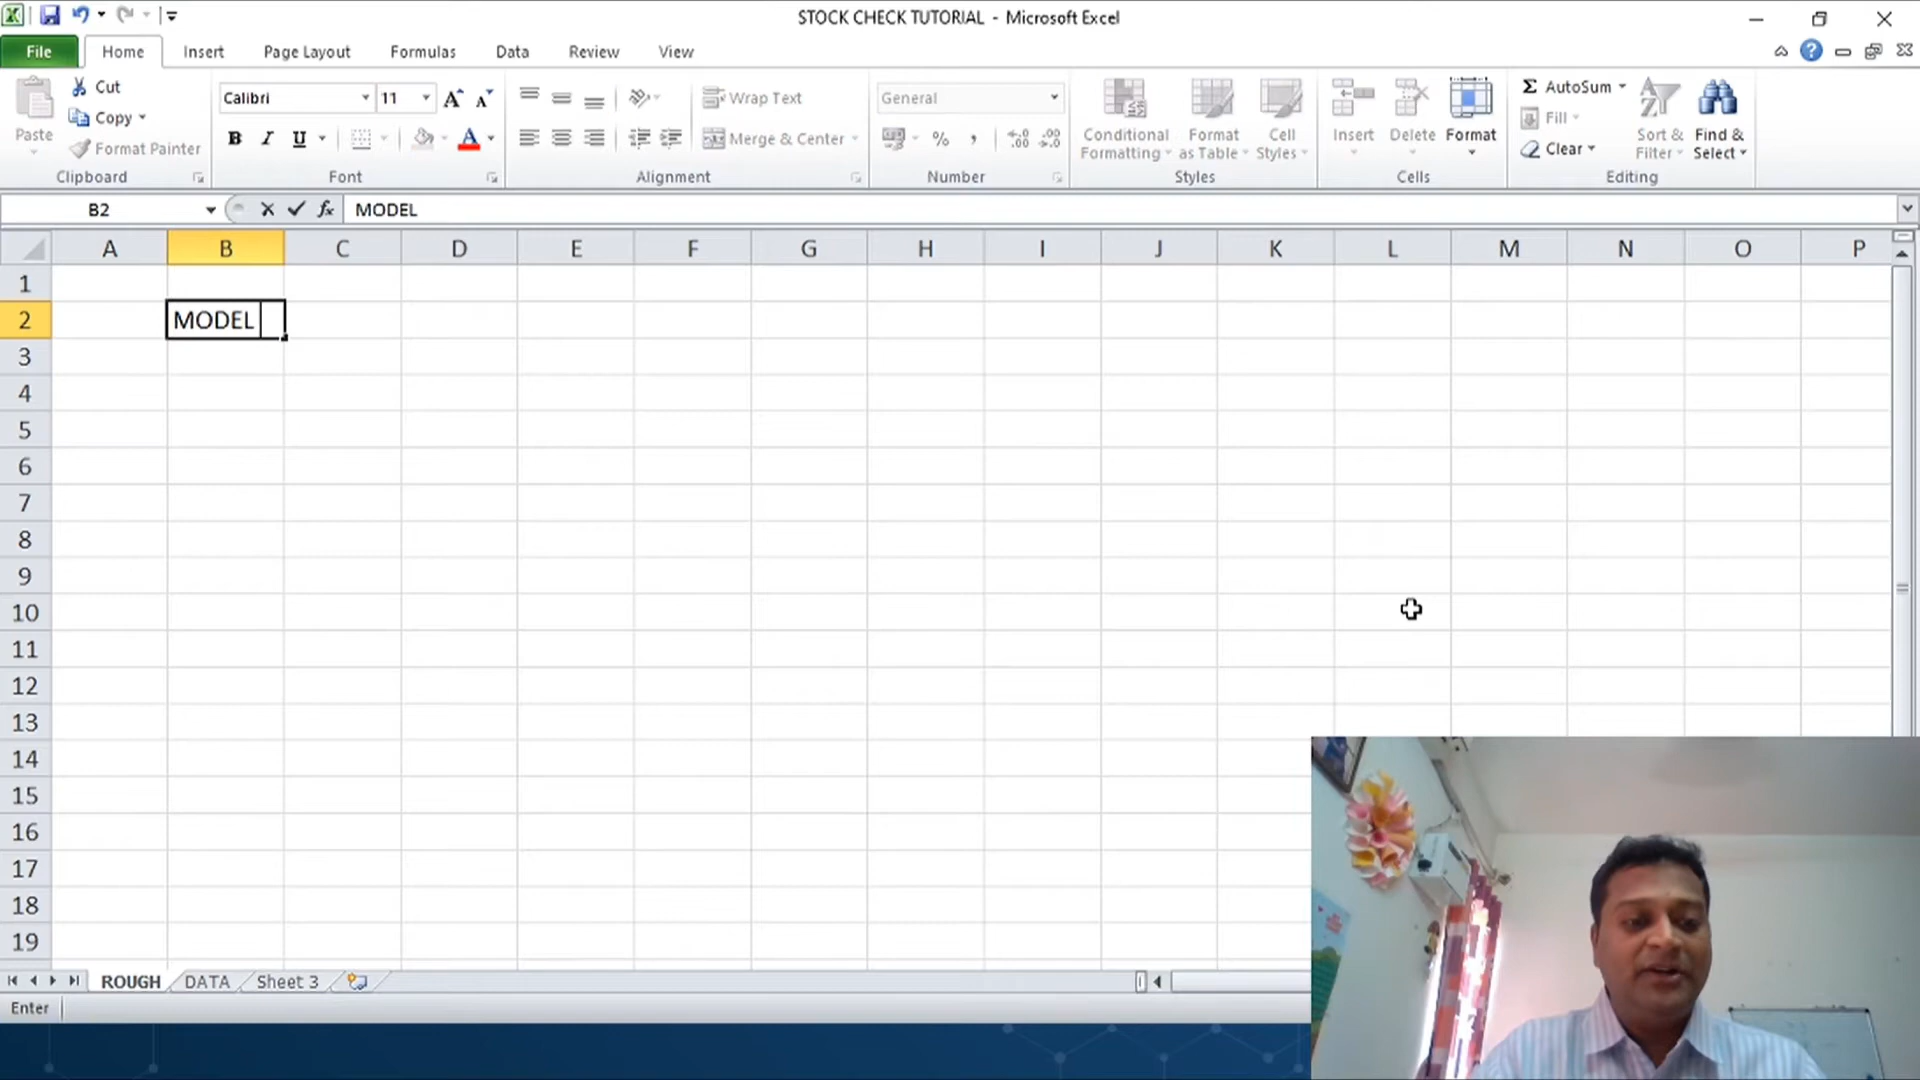 STOCK CHECK TUTORIAL - Microsoft Excel
File Home Insert Page Layout Formulas Data Review View
Paste
Cut
Copy
Format Painter
Clipboard
Calibri 11
B I U
Font
Wrap Text
Merge & Center
Alignment
General
% ,
Number
Conditional Formatting
Format as Table
Cell Styles
Styles
Insert
Delete
Format
Cells
Σ AutoSum
Fill
Clear
Sort & Filter
Find & Select
Editing
B2 fx MODEL
A B C D E F G H I J K L M N O P
1
2 MODEL
3
4
5
6
7
8
9
10
11
12
13
14
15
16
17
18
19
ROUGH DATA Sheet 3
Enter